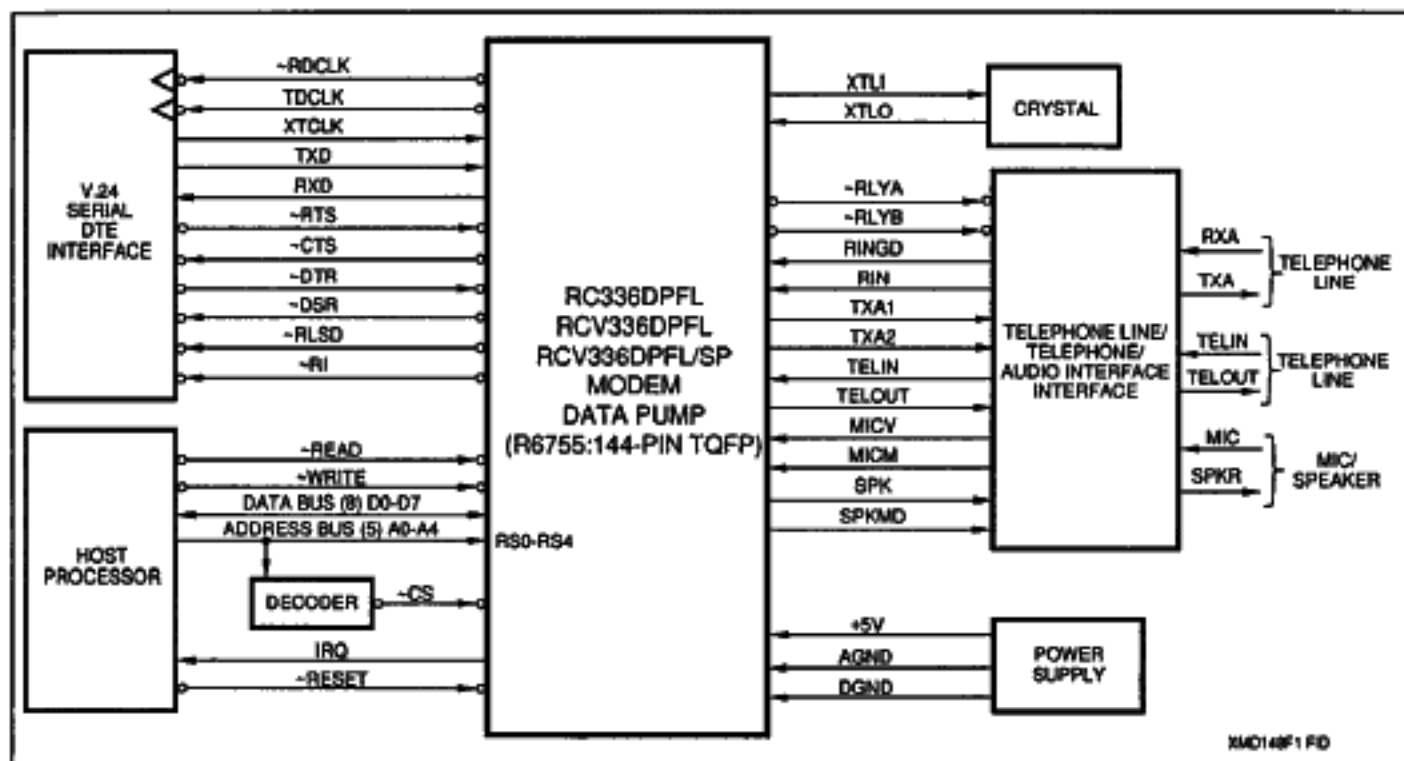 ~RDCLK
TDCLK
XTCLK
TXD
RXD
~RTS
~CTS
~DTR
~DSR
~RLSD
~RI
V.24
SERIAL
DTE
INTERFACE
~READ
~WRITE
DATA BUS (8) D0-D7
ADDRESS BUS (5) A0-A4
RS0-RS4
HOST
PROCESSOR
DECODER
~CS
IRQ
~RESET
RC336DPFL
RCV336DPFL
RCV336DPFL/SP
MODEM
DATA PUMP
(R6755:144-PIN TQFP)
XTLI
XTLO
CRYSTAL
~RLYA
~RLYB
RINGD
RIN
TXA1
TXA2
TELIN
TELOUT
MICV
MICM
SPK
SPKMD
TELEPHONE LINE/
TELEPHONE/
AUDIO INTERFACE
INTERFACE
RXA
TXA
TELEPHONE
LINE
TELIN
TELOUT
TELEPHONE
LINE
MIC
SPKR
MIC/
SPEAKER
+5V
AGND
DGND
POWER
SUPPLY
XMD148F1 FID